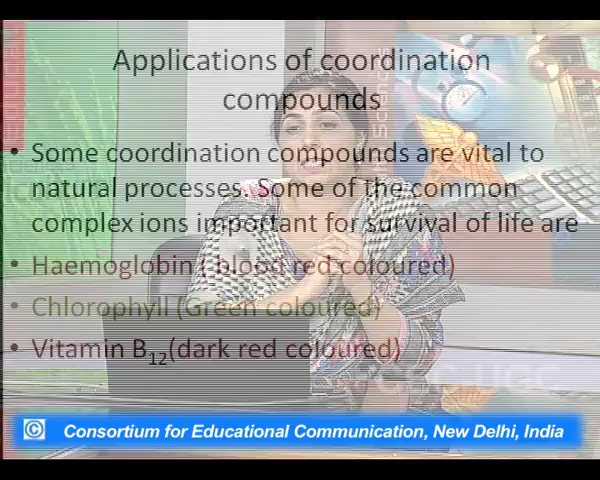 Applications of coordination
compounds
• Some coordination compounds are vital to
natural processes. Some of the common
complex ions important for survival of life are
• Haemoglobin ( blood red coloured)
• Chlorophyll (Green coloured)
• Vitamin B12(dark red coloured)
Science
UGC
© Consortium for Educational Communication, New Delhi, India